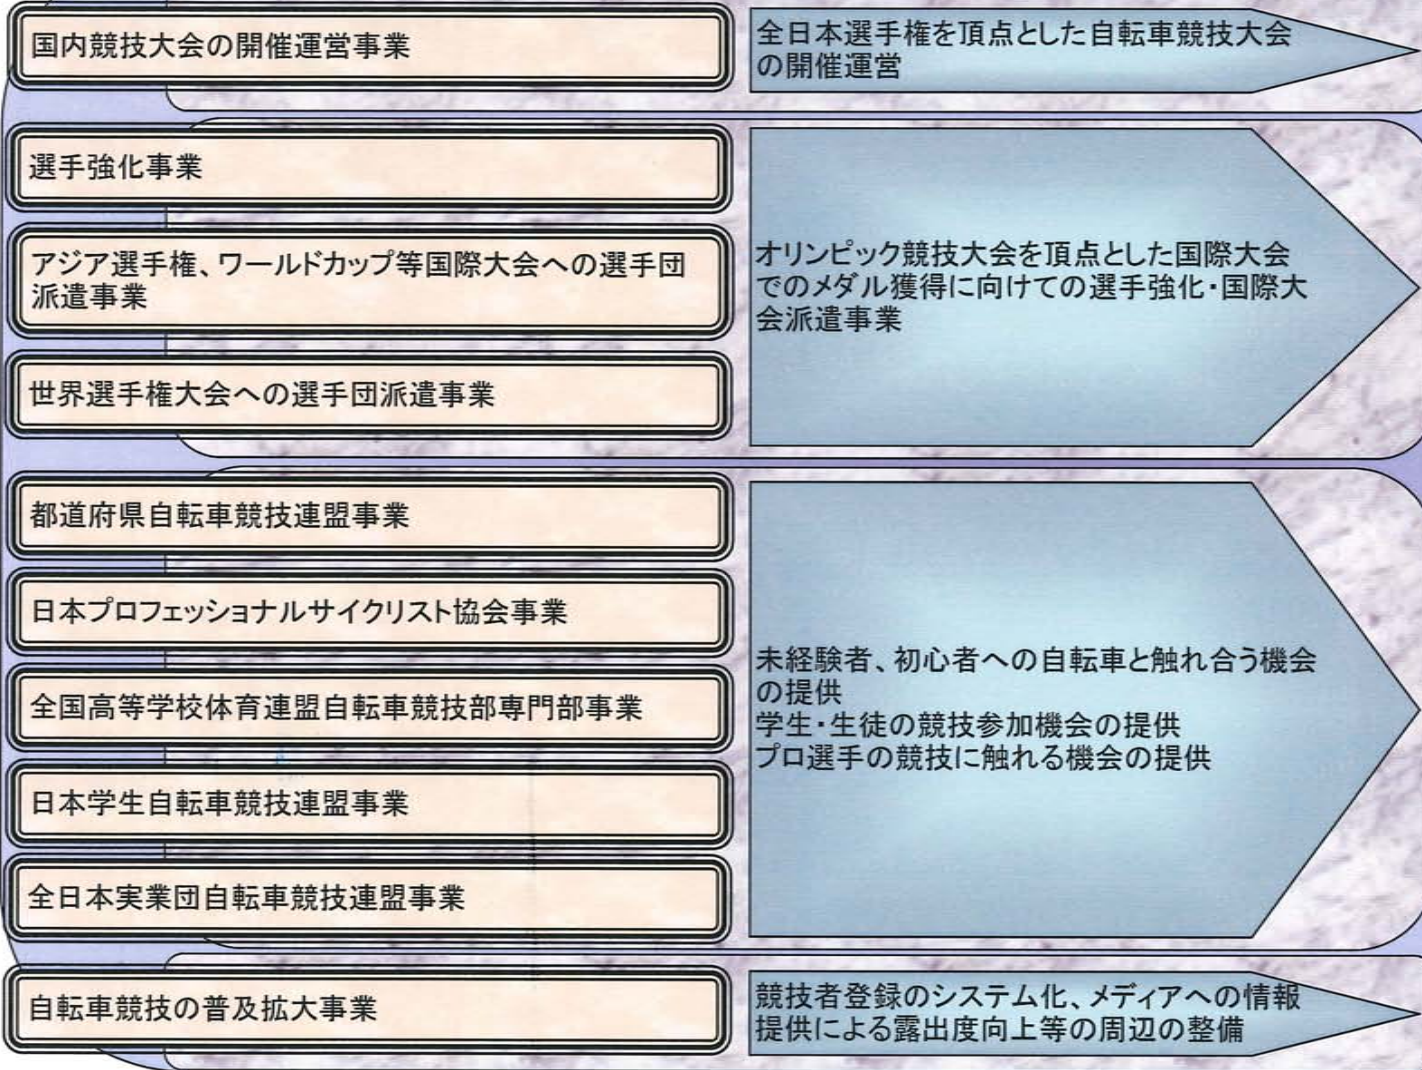 国内競技大会の開催運営事業
全日本選手権を頂点とした自転車競技大会
の開催運営
選手強化事業
アジア選手権、ワールドカップ等国際大会への選手団
派遣事業
世界選手権大会への選手団派遣事業
オリンピック競技大会を頂点とした国際大会
でのメダル獲得に向けての選手強化・国際大
会派遣事業
都道府県自転車競技連盟事業
日本プロフェッショナルサイクリスト協会事業
全国高等学校体育連盟自転車競技部専門部事業
日本学生自転車競技連盟事業
全日本実業団自転車競技連盟事業
未経験者、初心者への自転車と触れ合う機会
の提供
学生・生徒の競技参加機会の提供
プロ選手の競技に触れる機会の提供
自転車競技の普及拡大事業
競技者登録のシステム化、メディアへの情報
提供による露出度向上等の周辺の整備